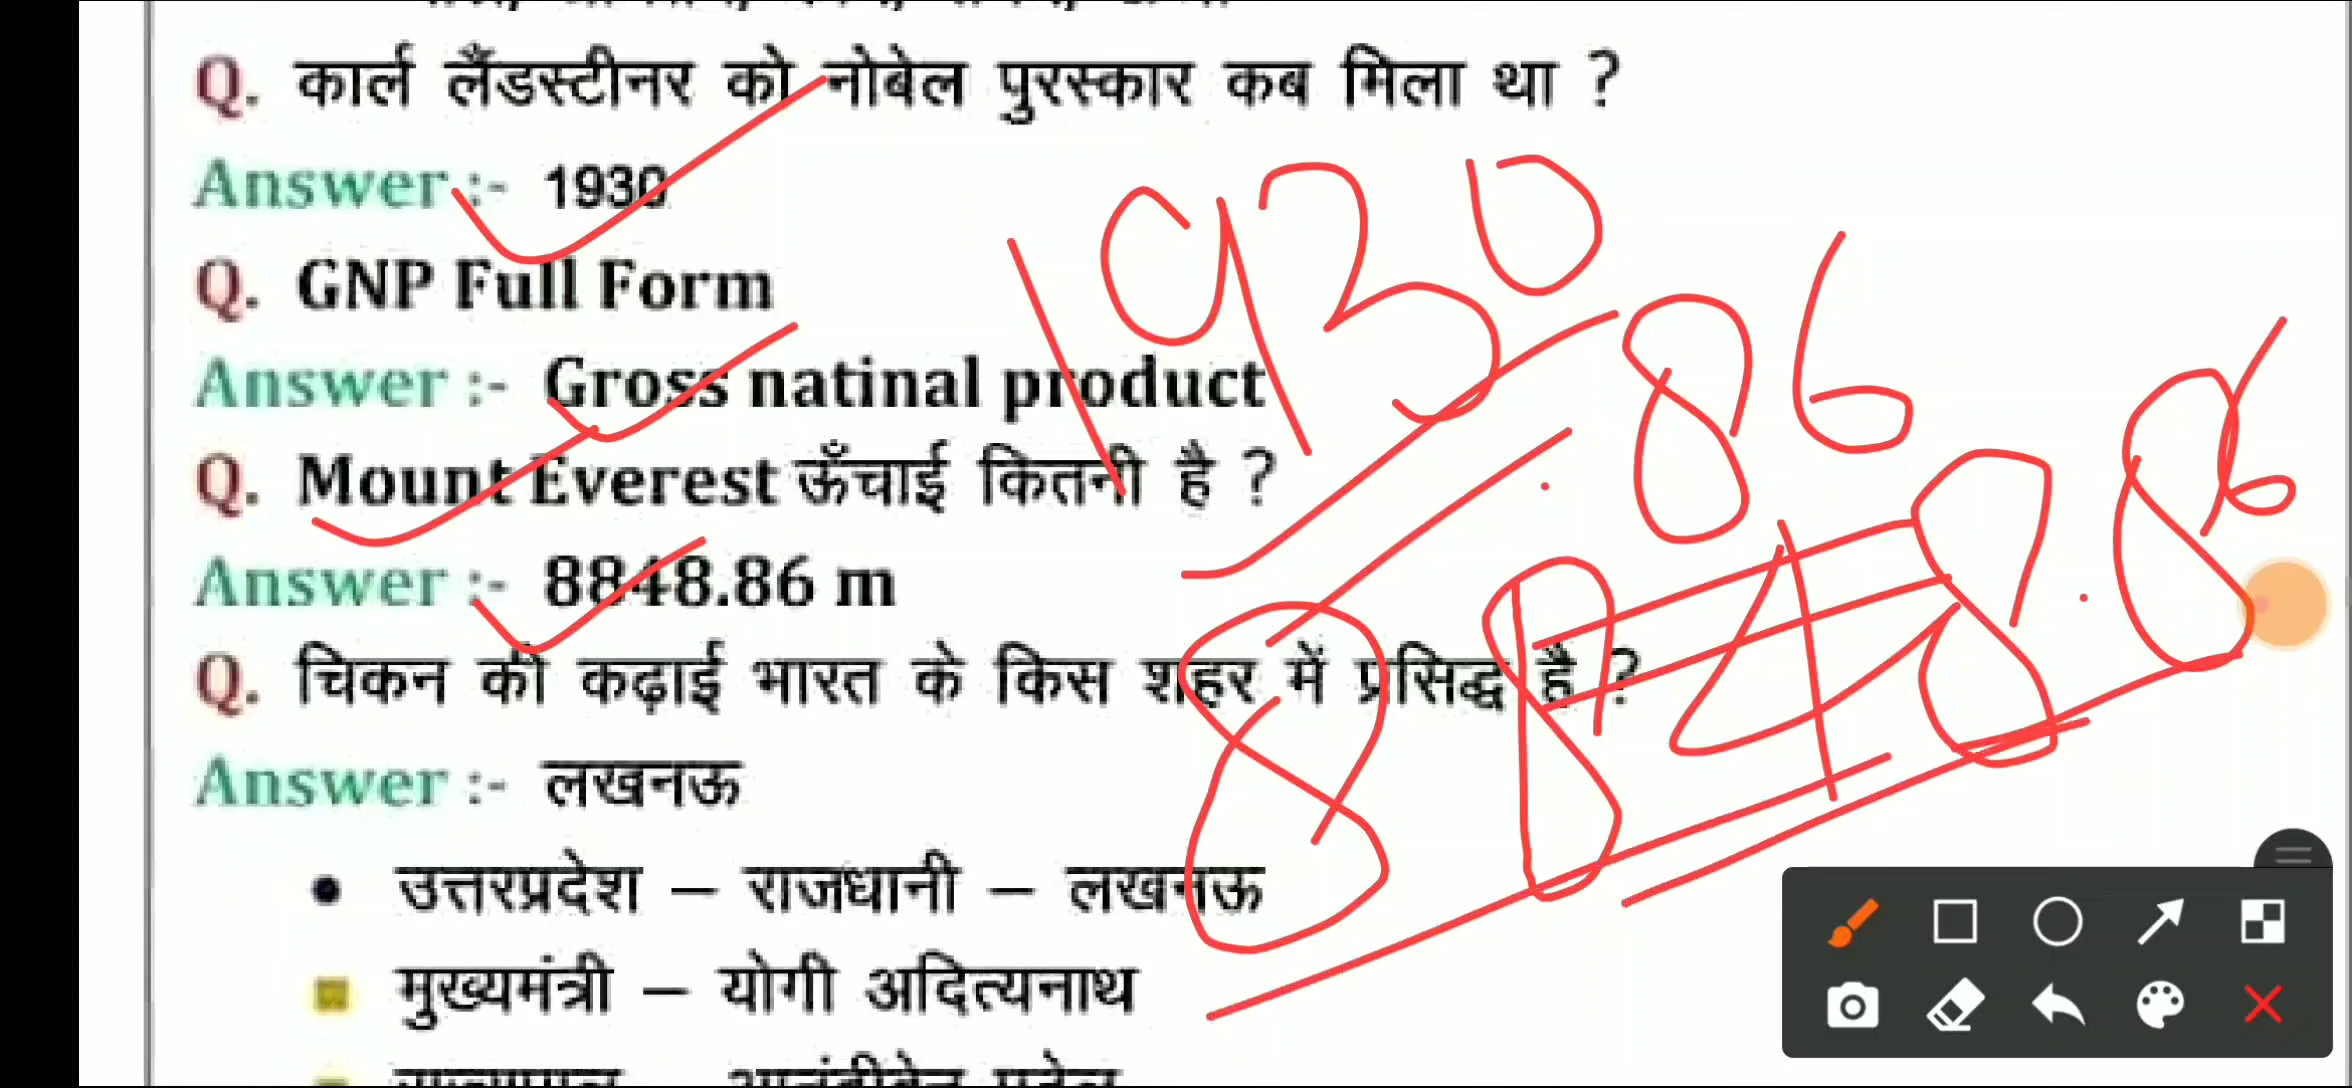 Q. कार्ल लैंडस्टीनर को नोबेल पुरस्कार कब मिला था ?
Answer :- 1930
1930
Q. GNP Full Form
.86
Answer :- Gross natinal product
Q. Mount Everest ऊँचाई कितनी है ?
Answer :- 8848.86 m
8848.86
Q. चिकन की कढ़ाई भारत के किस शहर में प्रसिद्ध है ?
Answer :- लखनऊ
• उत्तरप्रदेश – राजधानी – लखनऊ
मुख्यमंत्री – योगी अदित्यनाथ